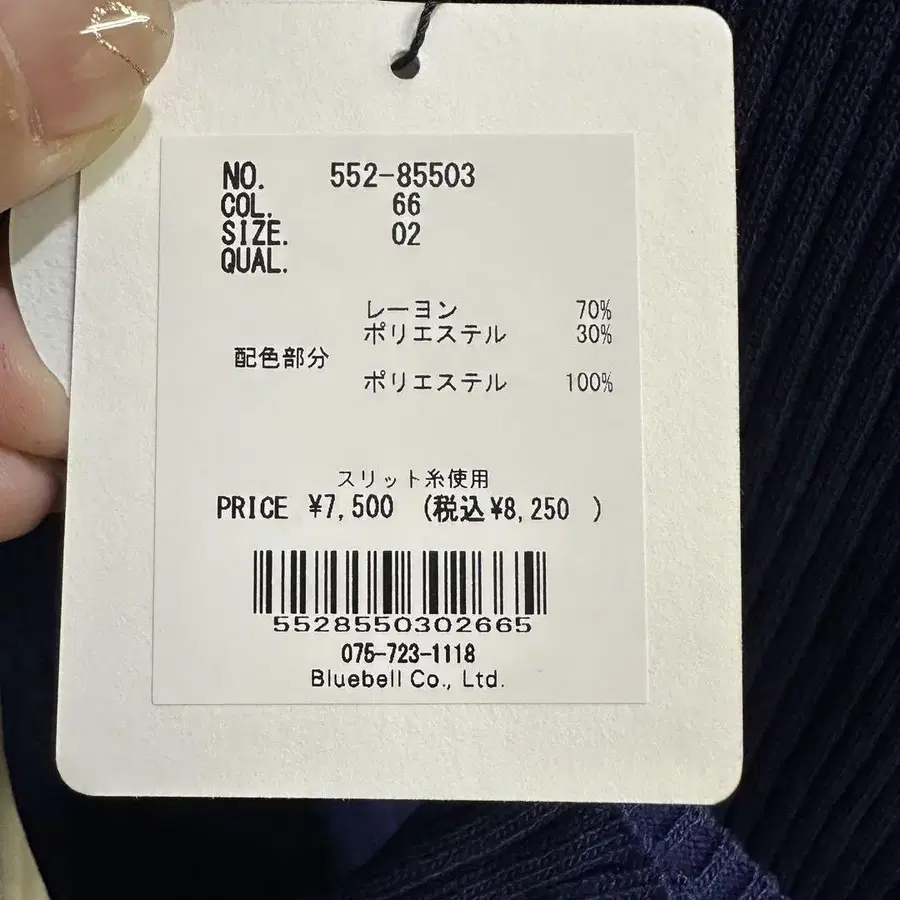 NO. 552-85503
COL. 66
SIZE. 02
QUAL.
レーヨン 70%
ポリエステル 30%
配色部分
ポリエステル 100%
スリット糸使用
PRICE ¥7,500 (税込¥8,250 )
5528550302665
075-723-1118
Bluebell Co., Ltd.